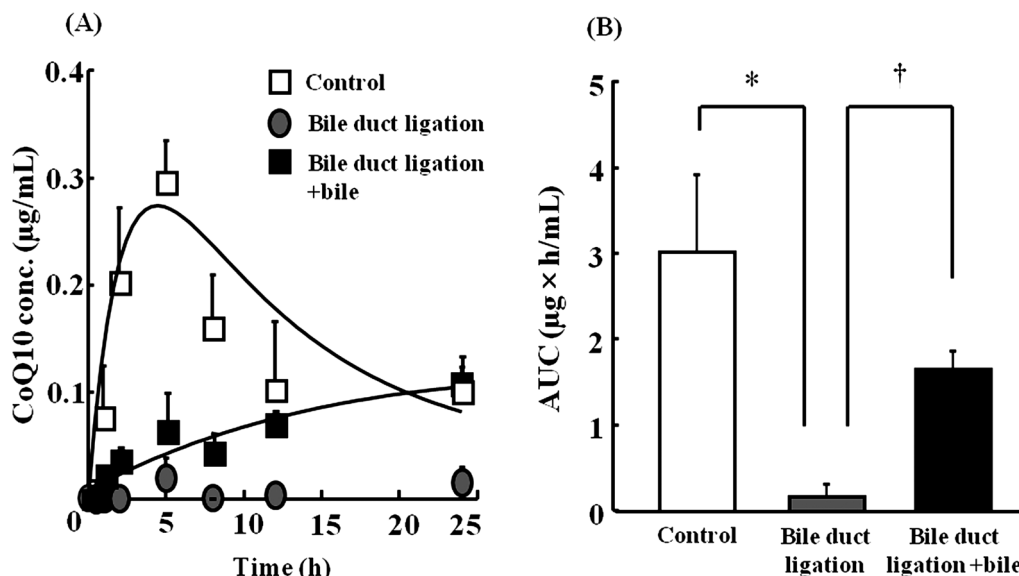 (A)
CoQ10 conc. (μg/mL)
0.4
0.3
0.2
0.1
0
5
10
15
20
25
Time (h)
Control
Bile duct ligation
Bile duct ligation
+bile
(B)
AUC (μg × h/mL)
5
4
3
2
1
0
*
†
Control
Bile duct
ligation
Bile duct
ligation +bile